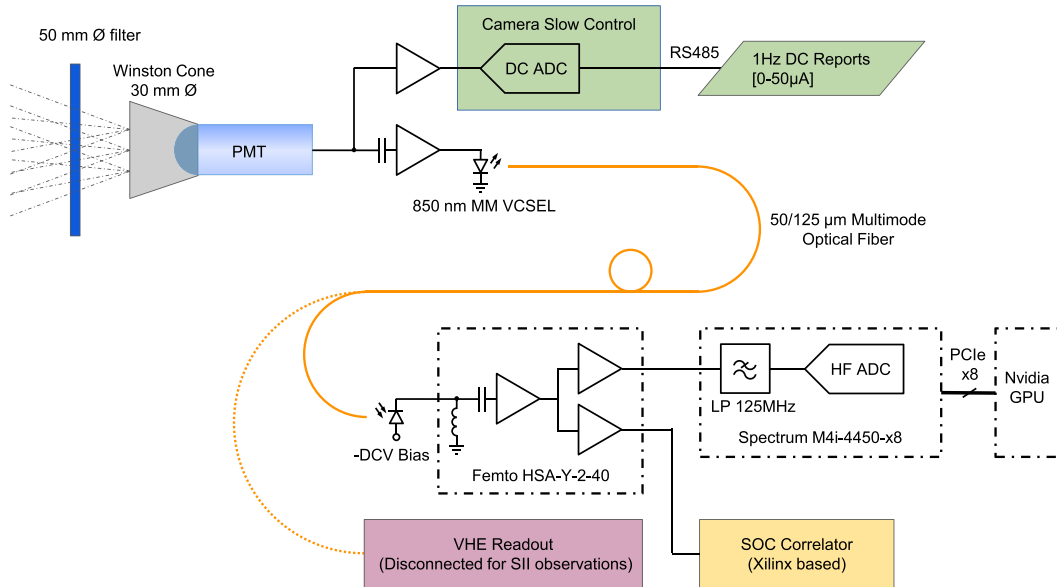 50 mm Ø filter
Winston Cone
30 mm Ø
PMT
Camera Slow Control
DC ADC
RS485
1Hz DC Reports
[0-50µA]
850 nm MM VCSEL
50/125 µm Multimode
Optical Fiber
-DCV Bias
Femto HSA-Y-2-40
LP 125MHz
HF ADC
Spectrum M4i-4450-x8
PCIe
x8
Nvidia
GPU
VHE Readout
(Disconnected for SII observations)
SOC Correlator
(Xilinx based)